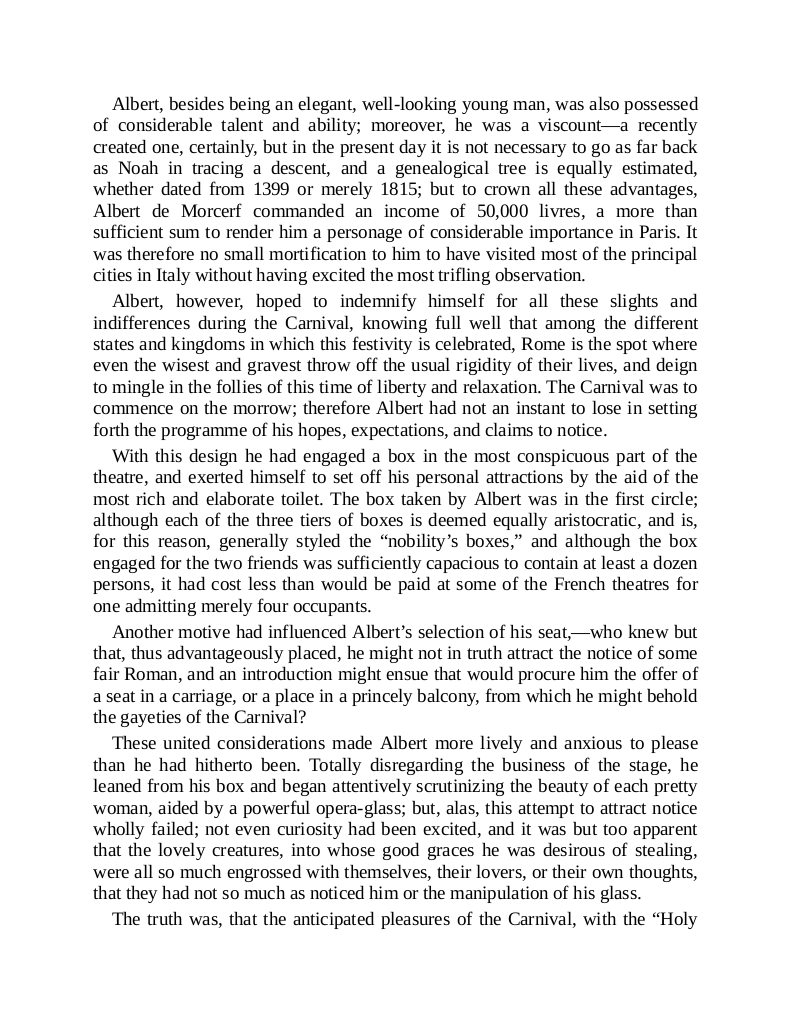 Albert, besides being an elegant, well-looking young man, was also possessed
of considerable talent and ability; moreover, he was a viscount—a recently
created one, certainly, but in the present day it is not necessary to go as far back
as Noah in tracing a descent, and a genealogical tree is equally estimated,
whether dated from 1399 or merely 1815; but to crown all these advantages,
Albert de Morcerf commanded an income of 50,000 livres, a more than
sufficient sum to render him a personage of considerable importance in Paris. It
was therefore no small mortification to him to have visited most of the principal
cities in Italy without having excited the most trifling observation.
Albert, however, hoped to indemnify himself for all these slights and
indifferences during the Carnival, knowing full well that among the different
states and kingdoms in which this festivity is celebrated, Rome is the spot where
even the wisest and gravest throw off the usual rigidity of their lives, and deign
to mingle in the follies of this time of liberty and relaxation. The Carnival was to
commence on the morrow; therefore Albert had not an instant to lose in setting
forth the programme of his hopes, expectations, and claims to notice.
With this design he had engaged a box in the most conspicuous part of the
theatre, and exerted himself to set off his personal attractions by the aid of the
most rich and elaborate toilet. The box taken by Albert was in the first circle;
although each of the three tiers of boxes is deemed equally aristocratic, and is,
for this reason, generally styled the “nobility’s boxes,” and although the box
engaged for the two friends was sufficiently capacious to contain at least a dozen
persons, it had cost less than would be paid at some of the French theatres for
one admitting merely four occupants.
Another motive had influenced Albert’s selection of his seat,—who knew but
that, thus advantageously placed, he might not in truth attract the notice of some
fair Roman, and an introduction might ensue that would procure him the offer of
a seat in a carriage, or a place in a princely balcony, from which he might behold
the gayeties of the Carnival?
These united considerations made Albert more lively and anxious to please
than he had hitherto been. Totally disregarding the business of the stage, he
leaned from his box and began attentively scrutinizing the beauty of each pretty
woman, aided by a powerful opera-glass; but, alas, this attempt to attract notice
wholly failed; not even curiosity had been excited, and it was but too apparent
that the lovely creatures, into whose good graces he was desirous of stealing,
were all so much engrossed with themselves, their lovers, or their own thoughts,
that they had not so much as noticed him or the manipulation of his glass.
The truth was, that the anticipated pleasures of the Carnival, with the “Holy